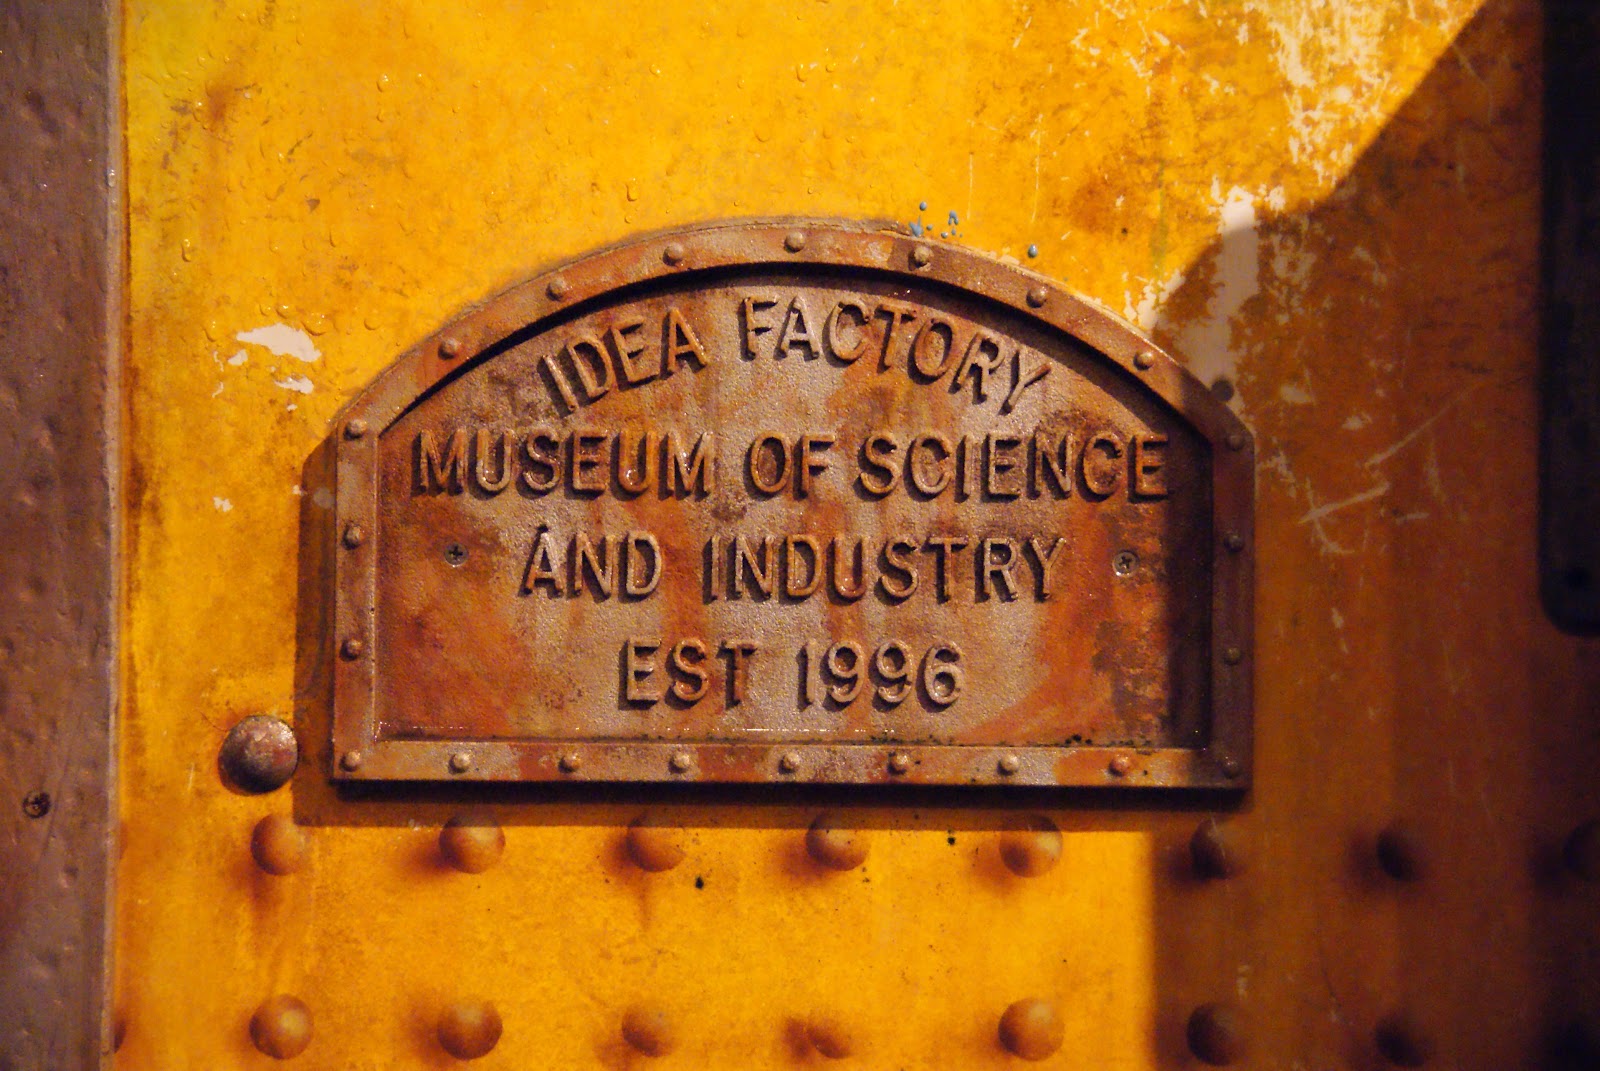 IDEA FACTORY
MUSEUM OF SCIENCE
AND INDUSTRY
EST 1996